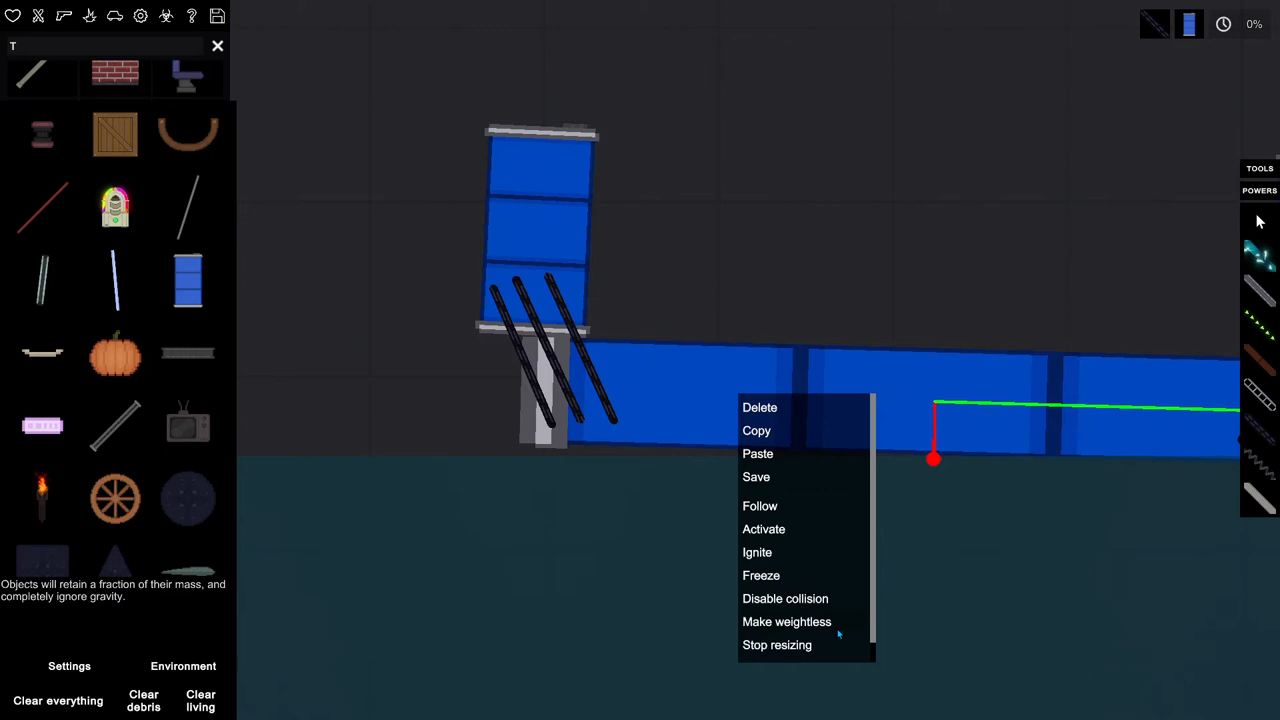 T
0%
TOOLS
POWERS
Delete
Copy
Paste
Save
Follow
Activate
Ignite
Freeze
Disable collision
Make weightless
Stop resizing
Objects will retain a fraction of their mass, and
completely ignore gravity.
Settings
Environment
Clear everything
Clear
debris
Clear
living